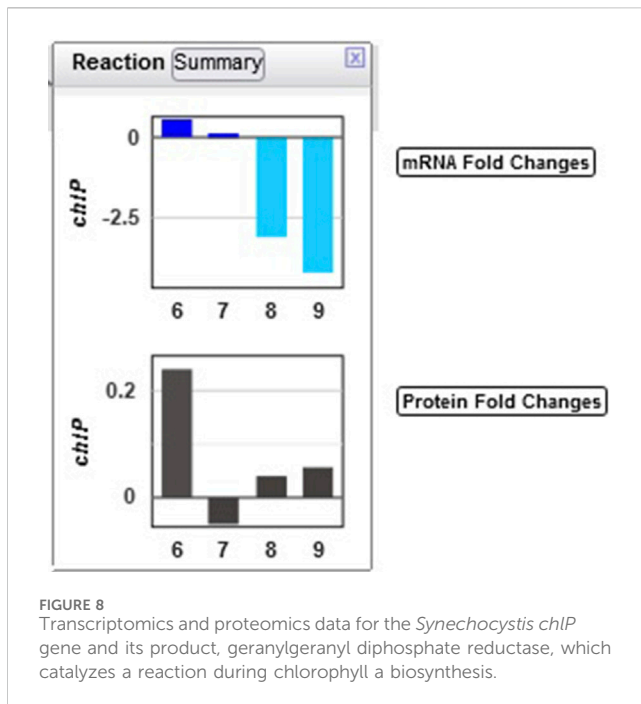 Reaction Summary x
0
-2.5
chlP
6 7 8 9
mRNA Fold Changes
0.2
0
chlP
6 7 8 9
Protein Fold Changes
FIGURE 8
Transcriptomics and proteomics data for the Synechocystis chlP
gene and its product, geranylgeranyl diphosphate reductase, which
catalyzes a reaction during chlorophyll a biosynthesis.